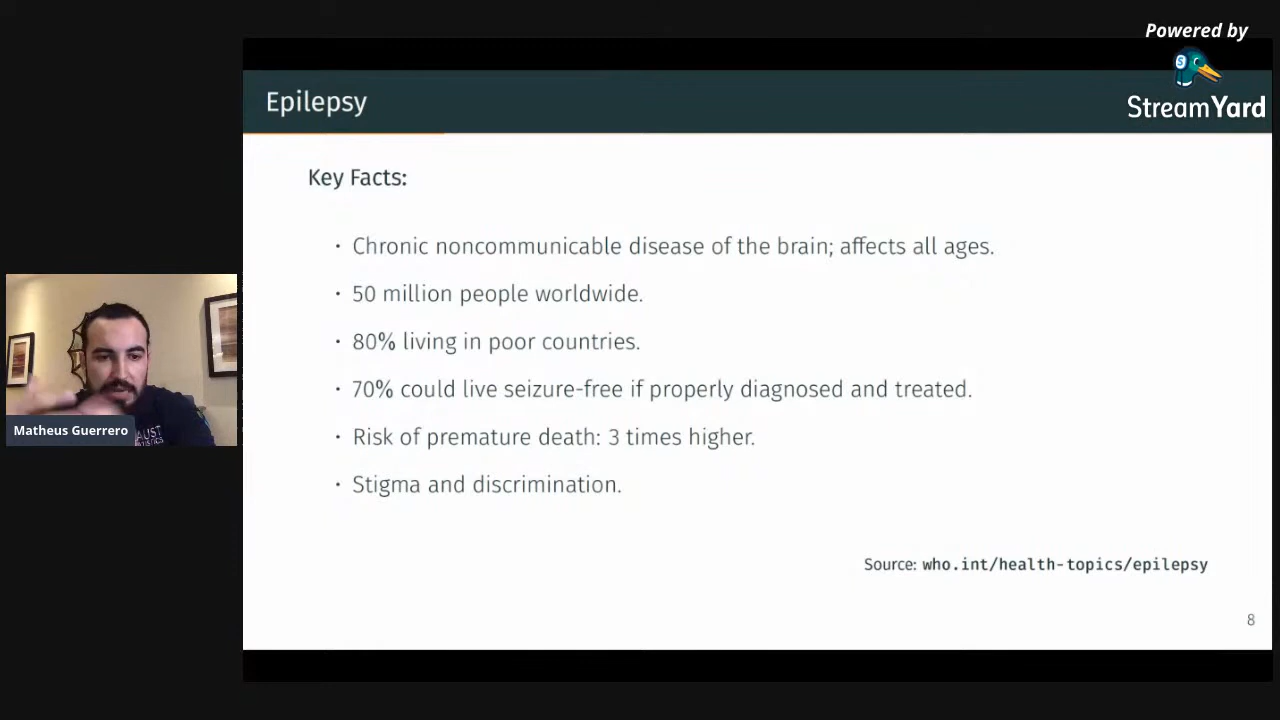 Powered by
StreamYard
Epilepsy
Key Facts:
· Chronic noncommunicable disease of the brain; affects all ages.
· 50 million people worldwide.
· 80% living in poor countries.
· 70% could live seizure-free if properly diagnosed and treated.
· Risk of premature death: 3 times higher.
· Stigma and discrimination.
Source: who.int/health-topics/epilepsy
8
Matheus Guerrero